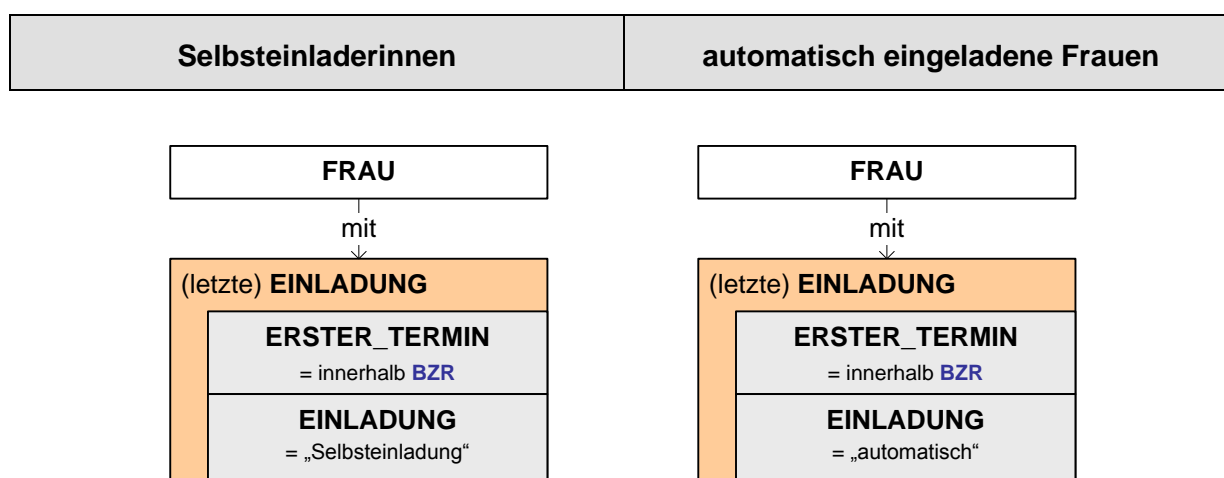 Selbsteinladerinnen
automatisch eingeladene Frauen
FRAU
mit
(letzte) EINLADUNG
ERSTER_TERMIN
= innerhalb BZR
EINLADUNG
= „Selbsteinladung“
FRAU
mit
(letzte) EINLADUNG
ERSTER_TERMIN
= innerhalb BZR
EINLADUNG
= „automatisch“